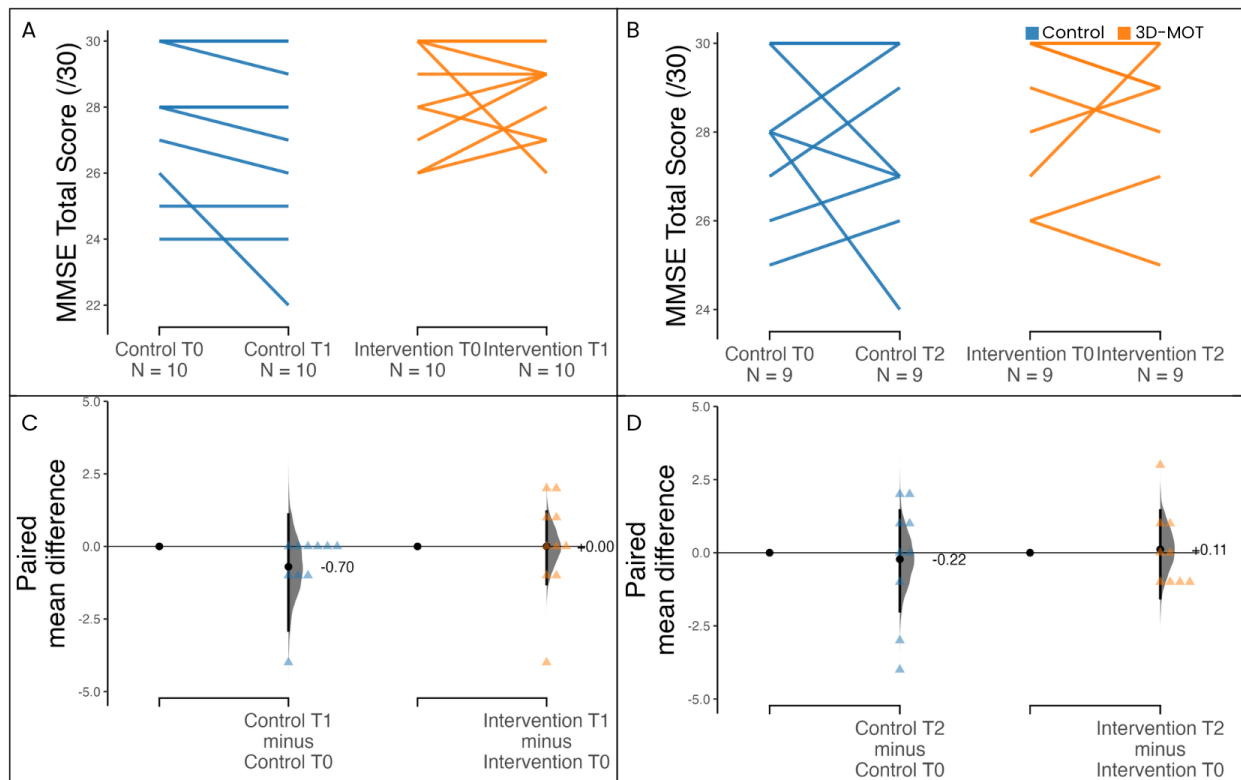 A
MMSE Total Score (/30)
30
28
26
24
22
Control T0
N = 10
Control T1
N = 10
Intervention T0
N = 10
Intervention T1
N = 10
B
Control
3D-MOT
MMSE Total Score (/30)
30
28
26
24
Control T0
N = 9
Control T2
N = 9
Intervention T0
N = 9
Intervention T2
N = 9
C
Paired
mean difference
5.0
2.5
0.0
-2.5
-5.0
-0.70
+0.00
Control T1
minus
Control T0
Intervention T1
minus
Intervention T0
D
Paired
mean difference
5.0
2.5
0.0
-2.5
-5.0
-0.22
+0.11
Control T2
minus
Control T0
Intervention T2
minus
Intervention T0